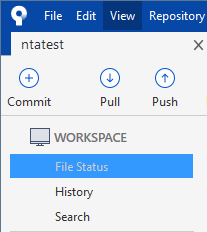 File Edit View Repository
ntatest
Commit Pull Push
WORKSPACE
File Status
History
Search